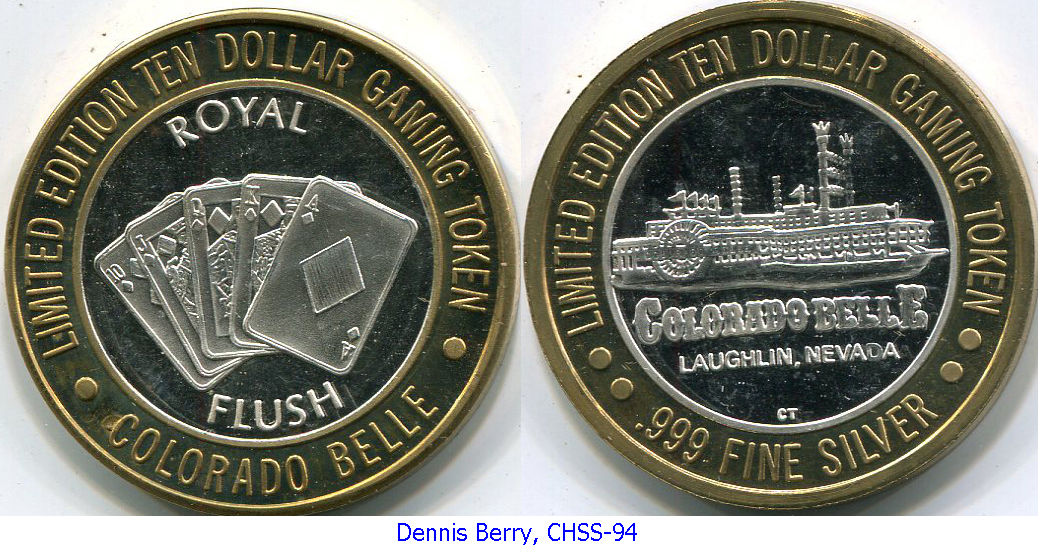 LIMITED EDITION TEN DOLLAR GAMING TOKEN
ROYAL
10
J
Q
K
A
A
FLUSH
COLORADO BELLE
LIMITED EDITION TEN DOLLAR GAMING TOKEN
COLORADO BELLE
LAUGHLIN, NEVADA
CT
.999 FINE SILVER
Dennis Berry, CHSS-94